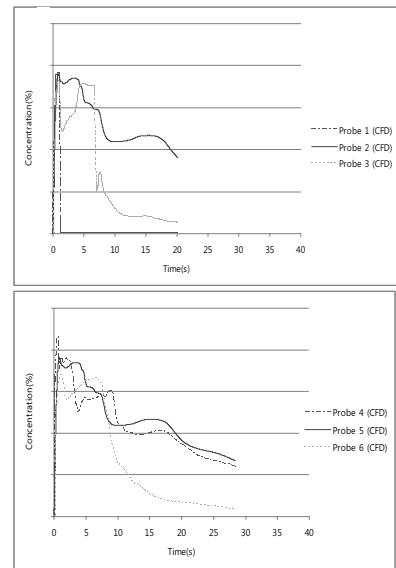 Concentration(%)
Probe 1 (CFD)
Probe 2 (CFD)
Probe 3 (CFD)
0 5 10 15 20 25 30 35 40
Time(s)
Concentration(%)
Probe 4 (CFD)
Probe 5 (CFD)
Probe 6 (CFD)
0 5 10 15 20 25 30 35 40
Time(s)